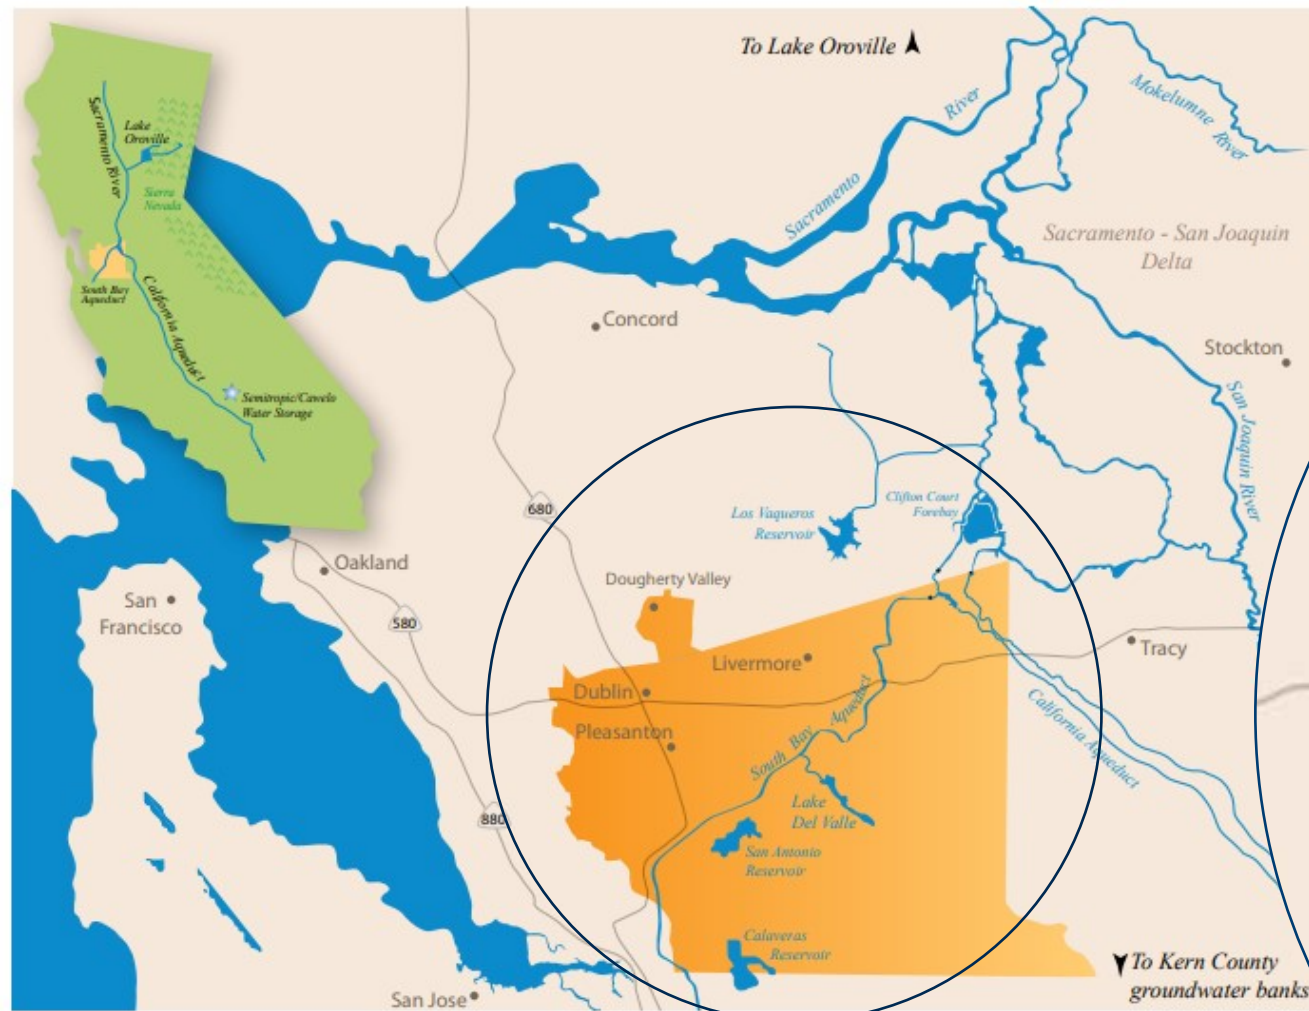 To Lake Oroville
Sacramento River
Lake
Oroville
Sierra
Nevada
South Bay
Aqueduct
California Aqueduct
Semitropic/Cawelo
Water Storage
River
Sacramento
Mokelumne River
Sacramento - San Joaquin
Delta
Concord
Stockton
San Joaquin River
680
Los Vaqueros
Reservoir
Clifton Court
Forebay
Oakland
Dougherty Valley
San
Francisco
580
Livermore
Tracy
Dublin
Pleasanton
South Bay Aqueduct
California Aqueduct
Lake
Del Valle
880
San Antonio
Reservoir
Calaveras
Reservoir
To Kern County
groundwater banks
San Jose